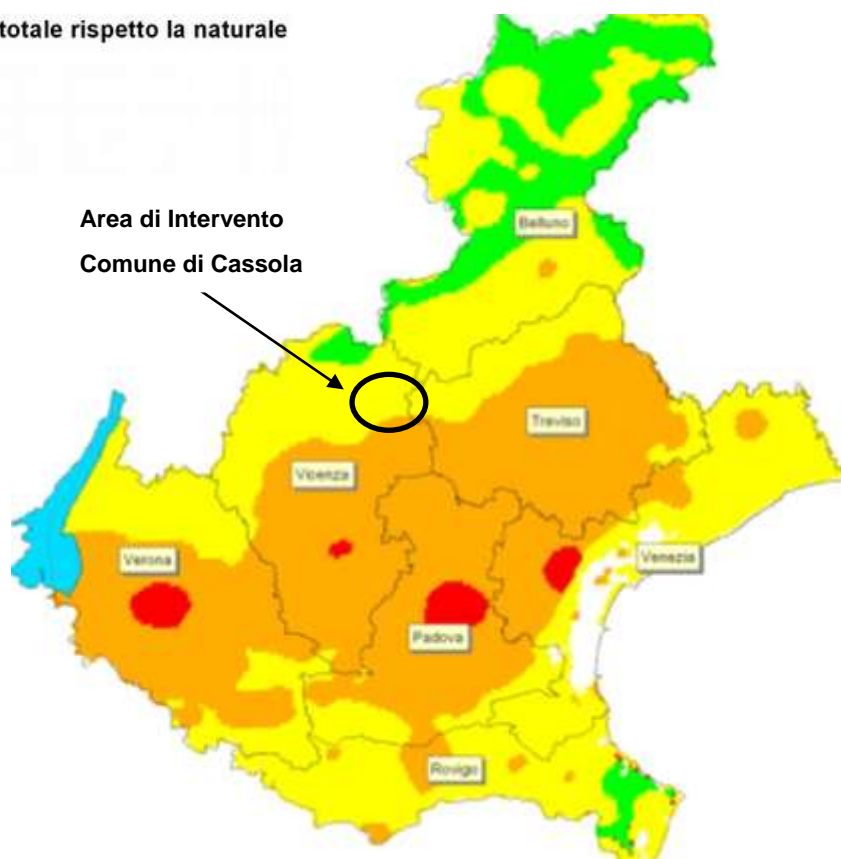 totale rispetto la naturale
Area di Intervento
Comune di Cassola
Belluno
Treviso
Vicenza
Verona
Venezia
Padova
Rovigo